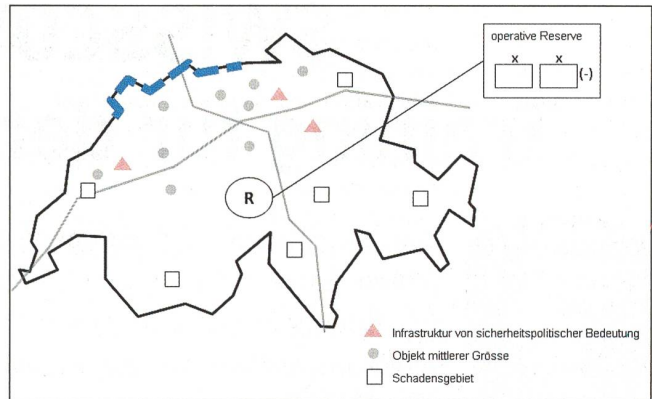 operative Reserve
x x
(-)
R
Infrastruktur von sicherheitspolitischer Bedeutung
Objekt mittlerer Grösse
Schadensgebiet